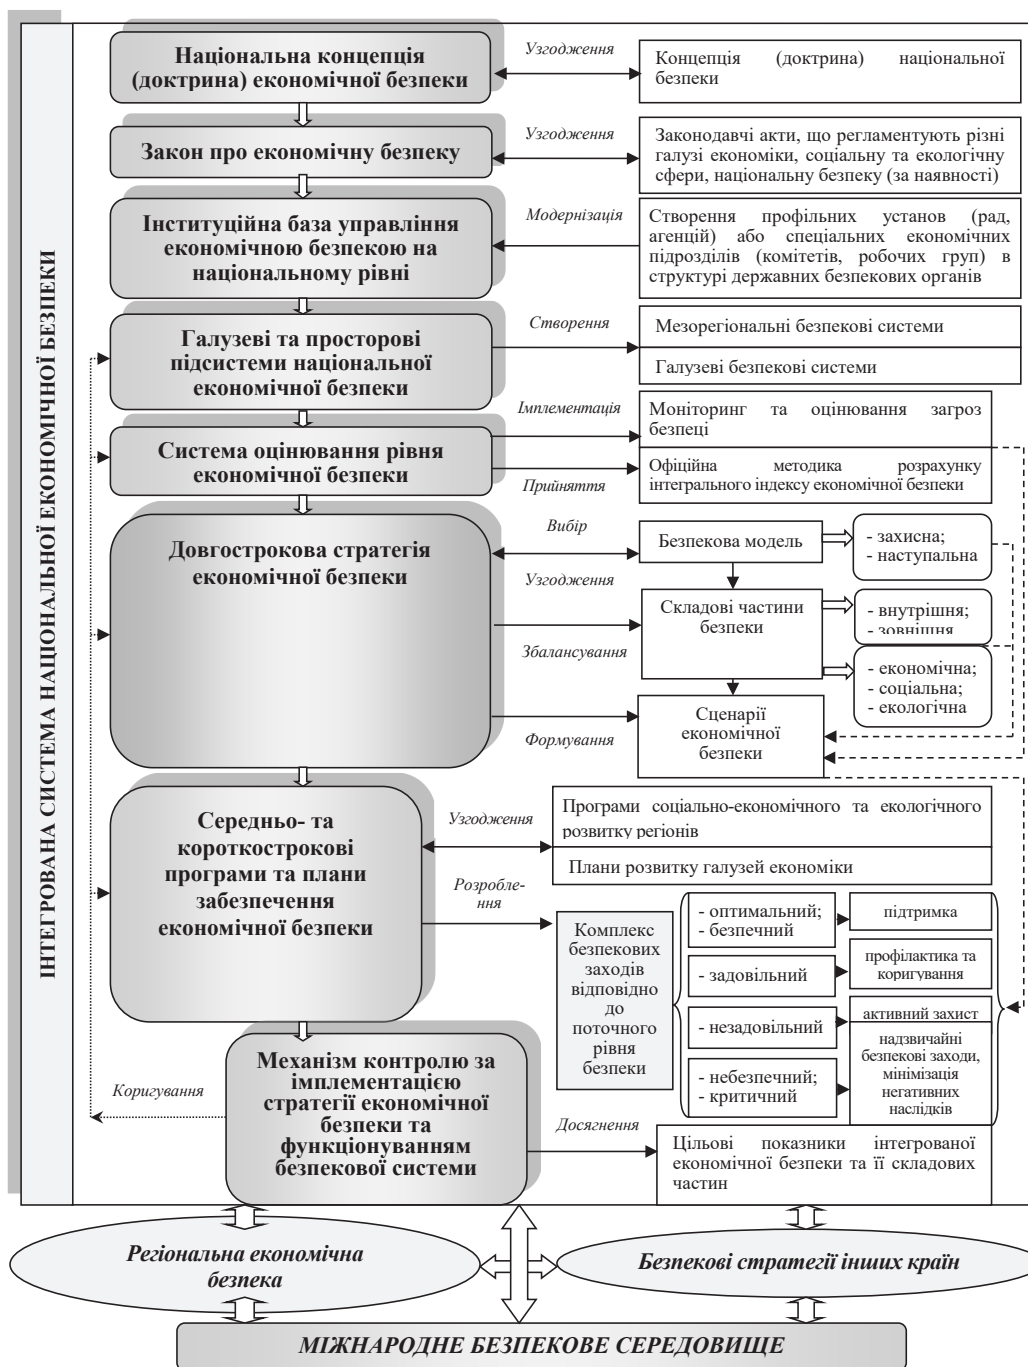 ІНТЕГРОВАНА СИСТЕМА НАЦІОНАЛЬНОЇ ЕКОНОМІЧНОЇ БЕЗПЕКИ
Національна концепція
(доктрина) економічної безпеки
Узгодження
Концепція (доктрина) національної
безпеки
Закон про економічну безпеку
Узгодження
Законодавчі акти, що регламентують різні
галузі економіки, соціальну та екологічну
сфери, національну безпеку (за наявності)
Інституційна база управління
економічною безпекою на
національному рівні
Модернізація
Створення профільних установ (рад,
агенцій) або спеціальних економічних
підрозділів (комітетів, робочих груп) в
структурі державних безпекових органів
Галузеві та просторові
підсистеми національної
економічної безпеки
Створення
Мезорегіональні безпекові системи
Галузеві безпекові системи
Система оцінювання рівня
економічної безпеки
Імплементація
Моніторинг та оцінювання загроз
безпеці
Прийняття
Офіційна методика розрахунку
інтегрального індексу економічної безпеки
Довгострокова стратегія
економічної безпеки
Вибір
Безпекова модель
- захисна;
- наступальна
Узгодження
Складові частини
безпеки
- внутрішня;
- зовнішня
Збалансування
- економічна;
- соціальна;
- екологічна
Формування
Сценарії
економічної
безпеки
Середньо- та
короткострокові
програми та плани
забезпечення
економічної безпеки
Узгодження
Програми соціально-економічного та екологічного
розвитку регіонів
Плани розвитку галузей економіки
Розробле-
ння
Комплекс
безпекових
заходів
відповідно
до
поточного
рівня
безпеки
- оптимальний;
- безпечний
підтримка
- задовільний
профілактика та
коригування
- незадовільний
активний захист
- небезпечний;
- критичний
надзвичайні
безпекові заходи,
мінімізація
негативних
наслідків
Механізм контролю за
імплементацією
стратегії економічної
безпеки та
функціонуванням
безпекової системи
Коригування
Досягнення
Цільові показники інтегрованої
економічної безпеки та її складових
частин
Регіональна економічна
безпека
Безпекові стратегії інших країн
МІЖНАРОДНЕ БЕЗПЕКОВЕ СЕРЕДОВИЩЕ